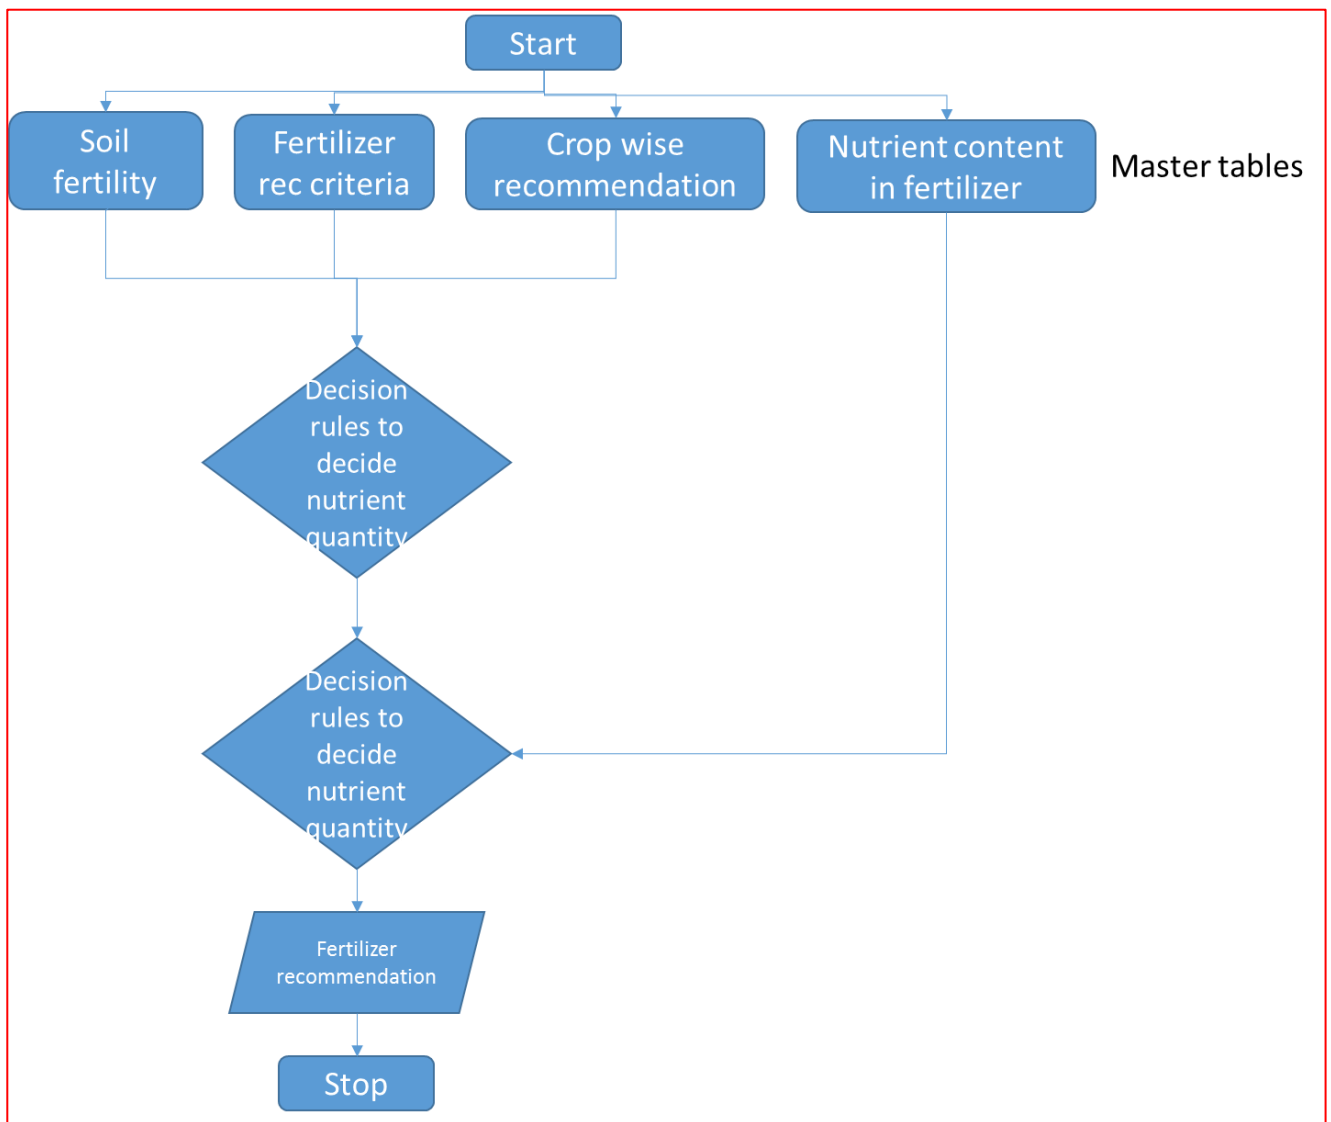 Start
Soil
fertility
Fertilizer
rec criteria
Crop wise
recommendation
Nutrient content
in fertilizer
Master tables
Decision
rules to
decide
nutrient
quantity
Decision
rules to
decide
nutrient
quantity
Fertilizer
recommendation
Stop